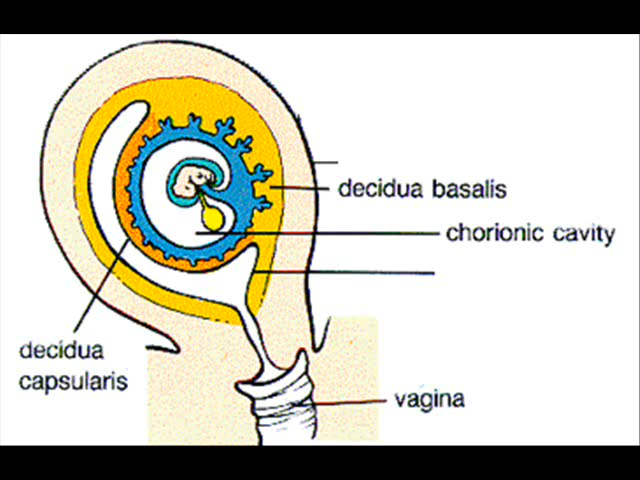 decidua basalis
chorionic cavity
decidua
capsularis
vagina